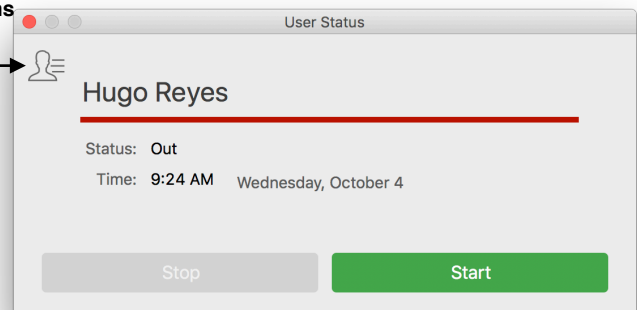 User Status
Hugo Reyes
Status: Out
Time: 9:24 AM Wednesday, October 4
Stop Start